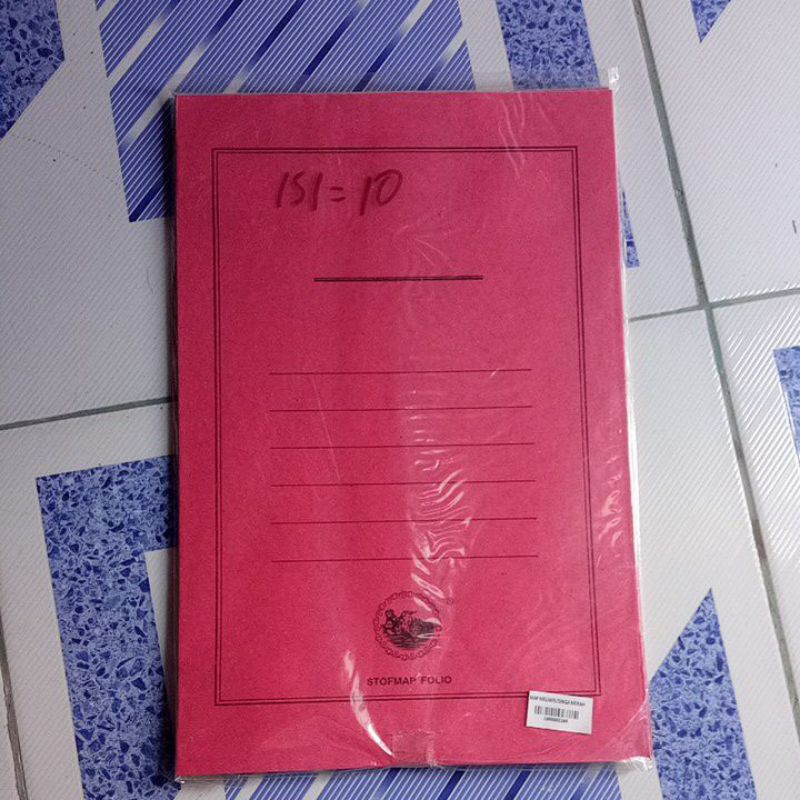 ISI = 10
STOFMAP FOLIO